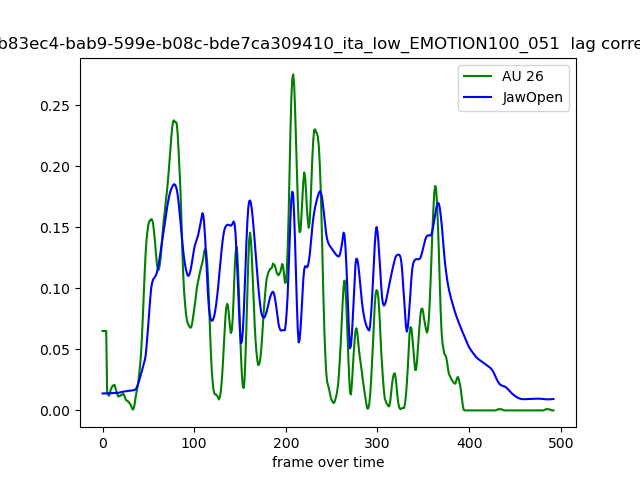 b83ec4-bab9-599e-b08c-bde7ca309410_ita_low_EMOTION100_051 lag corre
AU 26
JawOpen
0.25
0.20
0.15
0.10
0.05
0.00
0 100 200 300 400 500
frame over time